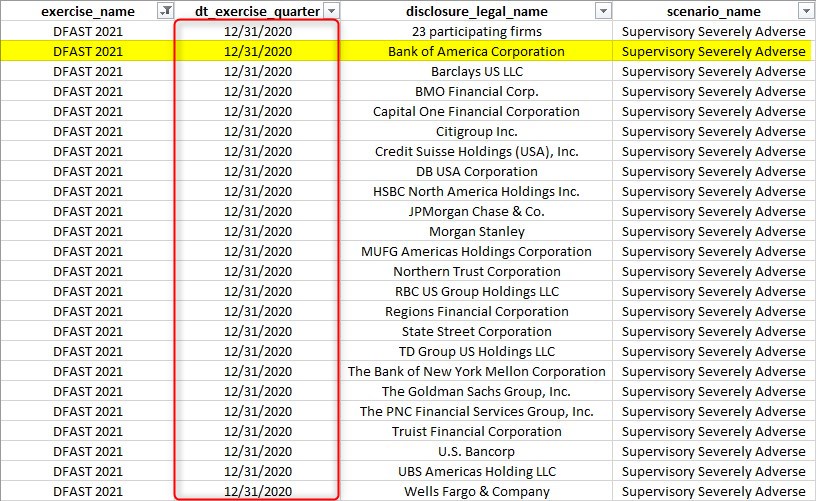 exercise_name dt_exercise_quarter disclosure_legal_name scenario_name
DFAST 2021 12/31/2020 23 participating firms Supervisory Severely Adverse
DFAST 2021 12/31/2020 Bank of America Corporation Supervisory Severely Adverse
DFAST 2021 12/31/2020 Barclays US LLC Supervisory Severely Adverse
DFAST 2021 12/31/2020 BMO Financial Corp. Supervisory Severely Adverse
DFAST 2021 12/31/2020 Capital One Financial Corporation Supervisory Severely Adverse
DFAST 2021 12/31/2020 Citigroup Inc. Supervisory Severely Adverse
DFAST 2021 12/31/2020 Credit Suisse Holdings (USA), Inc. Supervisory Severely Adverse
DFAST 2021 12/31/2020 DB USA Corporation Supervisory Severely Adverse
DFAST 2021 12/31/2020 HSBC North America Holdings Inc. Supervisory Severely Adverse
DFAST 2021 12/31/2020 JPMorgan Chase & Co. Supervisory Severely Adverse
DFAST 2021 12/31/2020 Morgan Stanley Supervisory Severely Adverse
DFAST 2021 12/31/2020 MUFG Americas Holdings Corporation Supervisory Severely Adverse
DFAST 2021 12/31/2020 Northern Trust Corporation Supervisory Severely Adverse
DFAST 2021 12/31/2020 RBC US Group Holdings LLC Supervisory Severely Adverse
DFAST 2021 12/31/2020 Regions Financial Corporation Supervisory Severely Adverse
DFAST 2021 12/31/2020 State Street Corporation Supervisory Severely Adverse
DFAST 2021 12/31/2020 TD Group US Holdings LLC Supervisory Severely Adverse
DFAST 2021 12/31/2020 The Bank of New York Mellon Corporation Supervisory Severely Adverse
DFAST 2021 12/31/2020 The Goldman Sachs Group, Inc. Supervisory Severely Adverse
DFAST 2021 12/31/2020 The PNC Financial Services Group, Inc. Supervisory Severely Adverse
DFAST 2021 12/31/2020 Truist Financial Corporation Supervisory Severely Adverse
DFAST 2021 12/31/2020 U.S. Bancorp Supervisory Severely Adverse
DFAST 2021 12/31/2020 UBS Americas Holding LLC Supervisory Severely Adverse
DFAST 2021 12/31/2020 Wells Fargo & Company Supervisory Severely Adverse